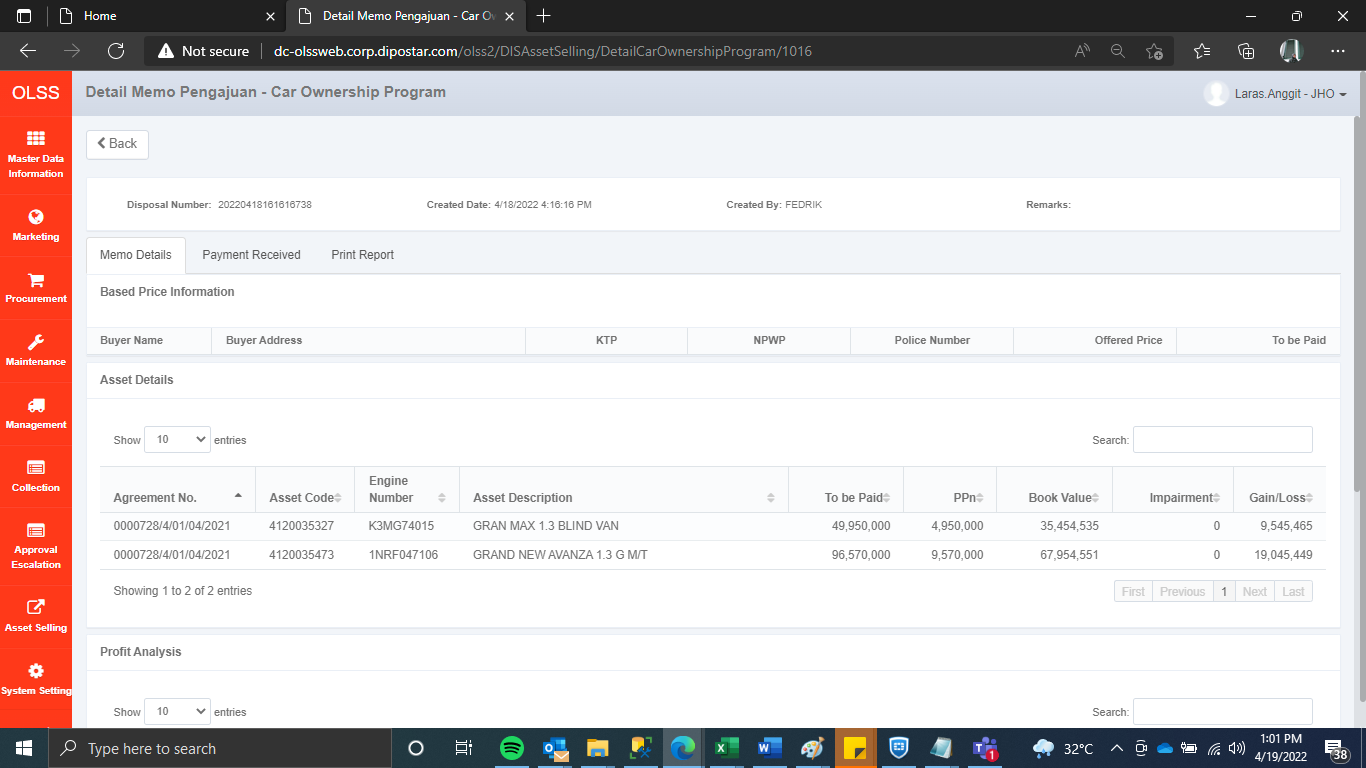 Home
Detail Memo Pengajuan - Car Ow
Not secure
dc-olssweb.corp.dipostar.com/olss2/DISAssetSelling/DetailCarOwnershipProgram/1016
OLSS
Detail Memo Pengajuan - Car Ownership Program
Laras.Anggit - JHO
Back
Master Data
Information
Marketing
Procurement
Maintenance
Management
Collection
Approval
Escalation
Asset Selling
System Setting
Disposal Number: 20220418161616738 Created Date: 4/18/2022 4:16:16 PM Created By: FEDRIK Remarks:
Memo Details Payment Received Print Report
Based Price Information
Buyer Name Buyer Address KTP NPWP Police Number Offered Price To be Paid
Asset Details
Show 10 entries Search:
Agreement No. Asset Code Engine Number Asset Description To be Paid PPn Book Value Impairment Gain/Loss
0000728/4/01/04/2021 4120035327 K3MG74015 GRAN MAX 1.3 BLIND VAN 49,950,000 4,950,000 35,454,535 0 9,545,465
0000728/4/01/04/2021 4120035473 1NRF047106 GRAND NEW AVANZA 1.3 G M/T 96,570,000 9,570,000 67,954,551 0 19,045,449
Showing 1 to 2 of 2 entries First Previous 1 Next Last
Profit Analysis
Show 10 entries Search:
Type here to search
32°C
1:01 PM
4/19/2022
1
38